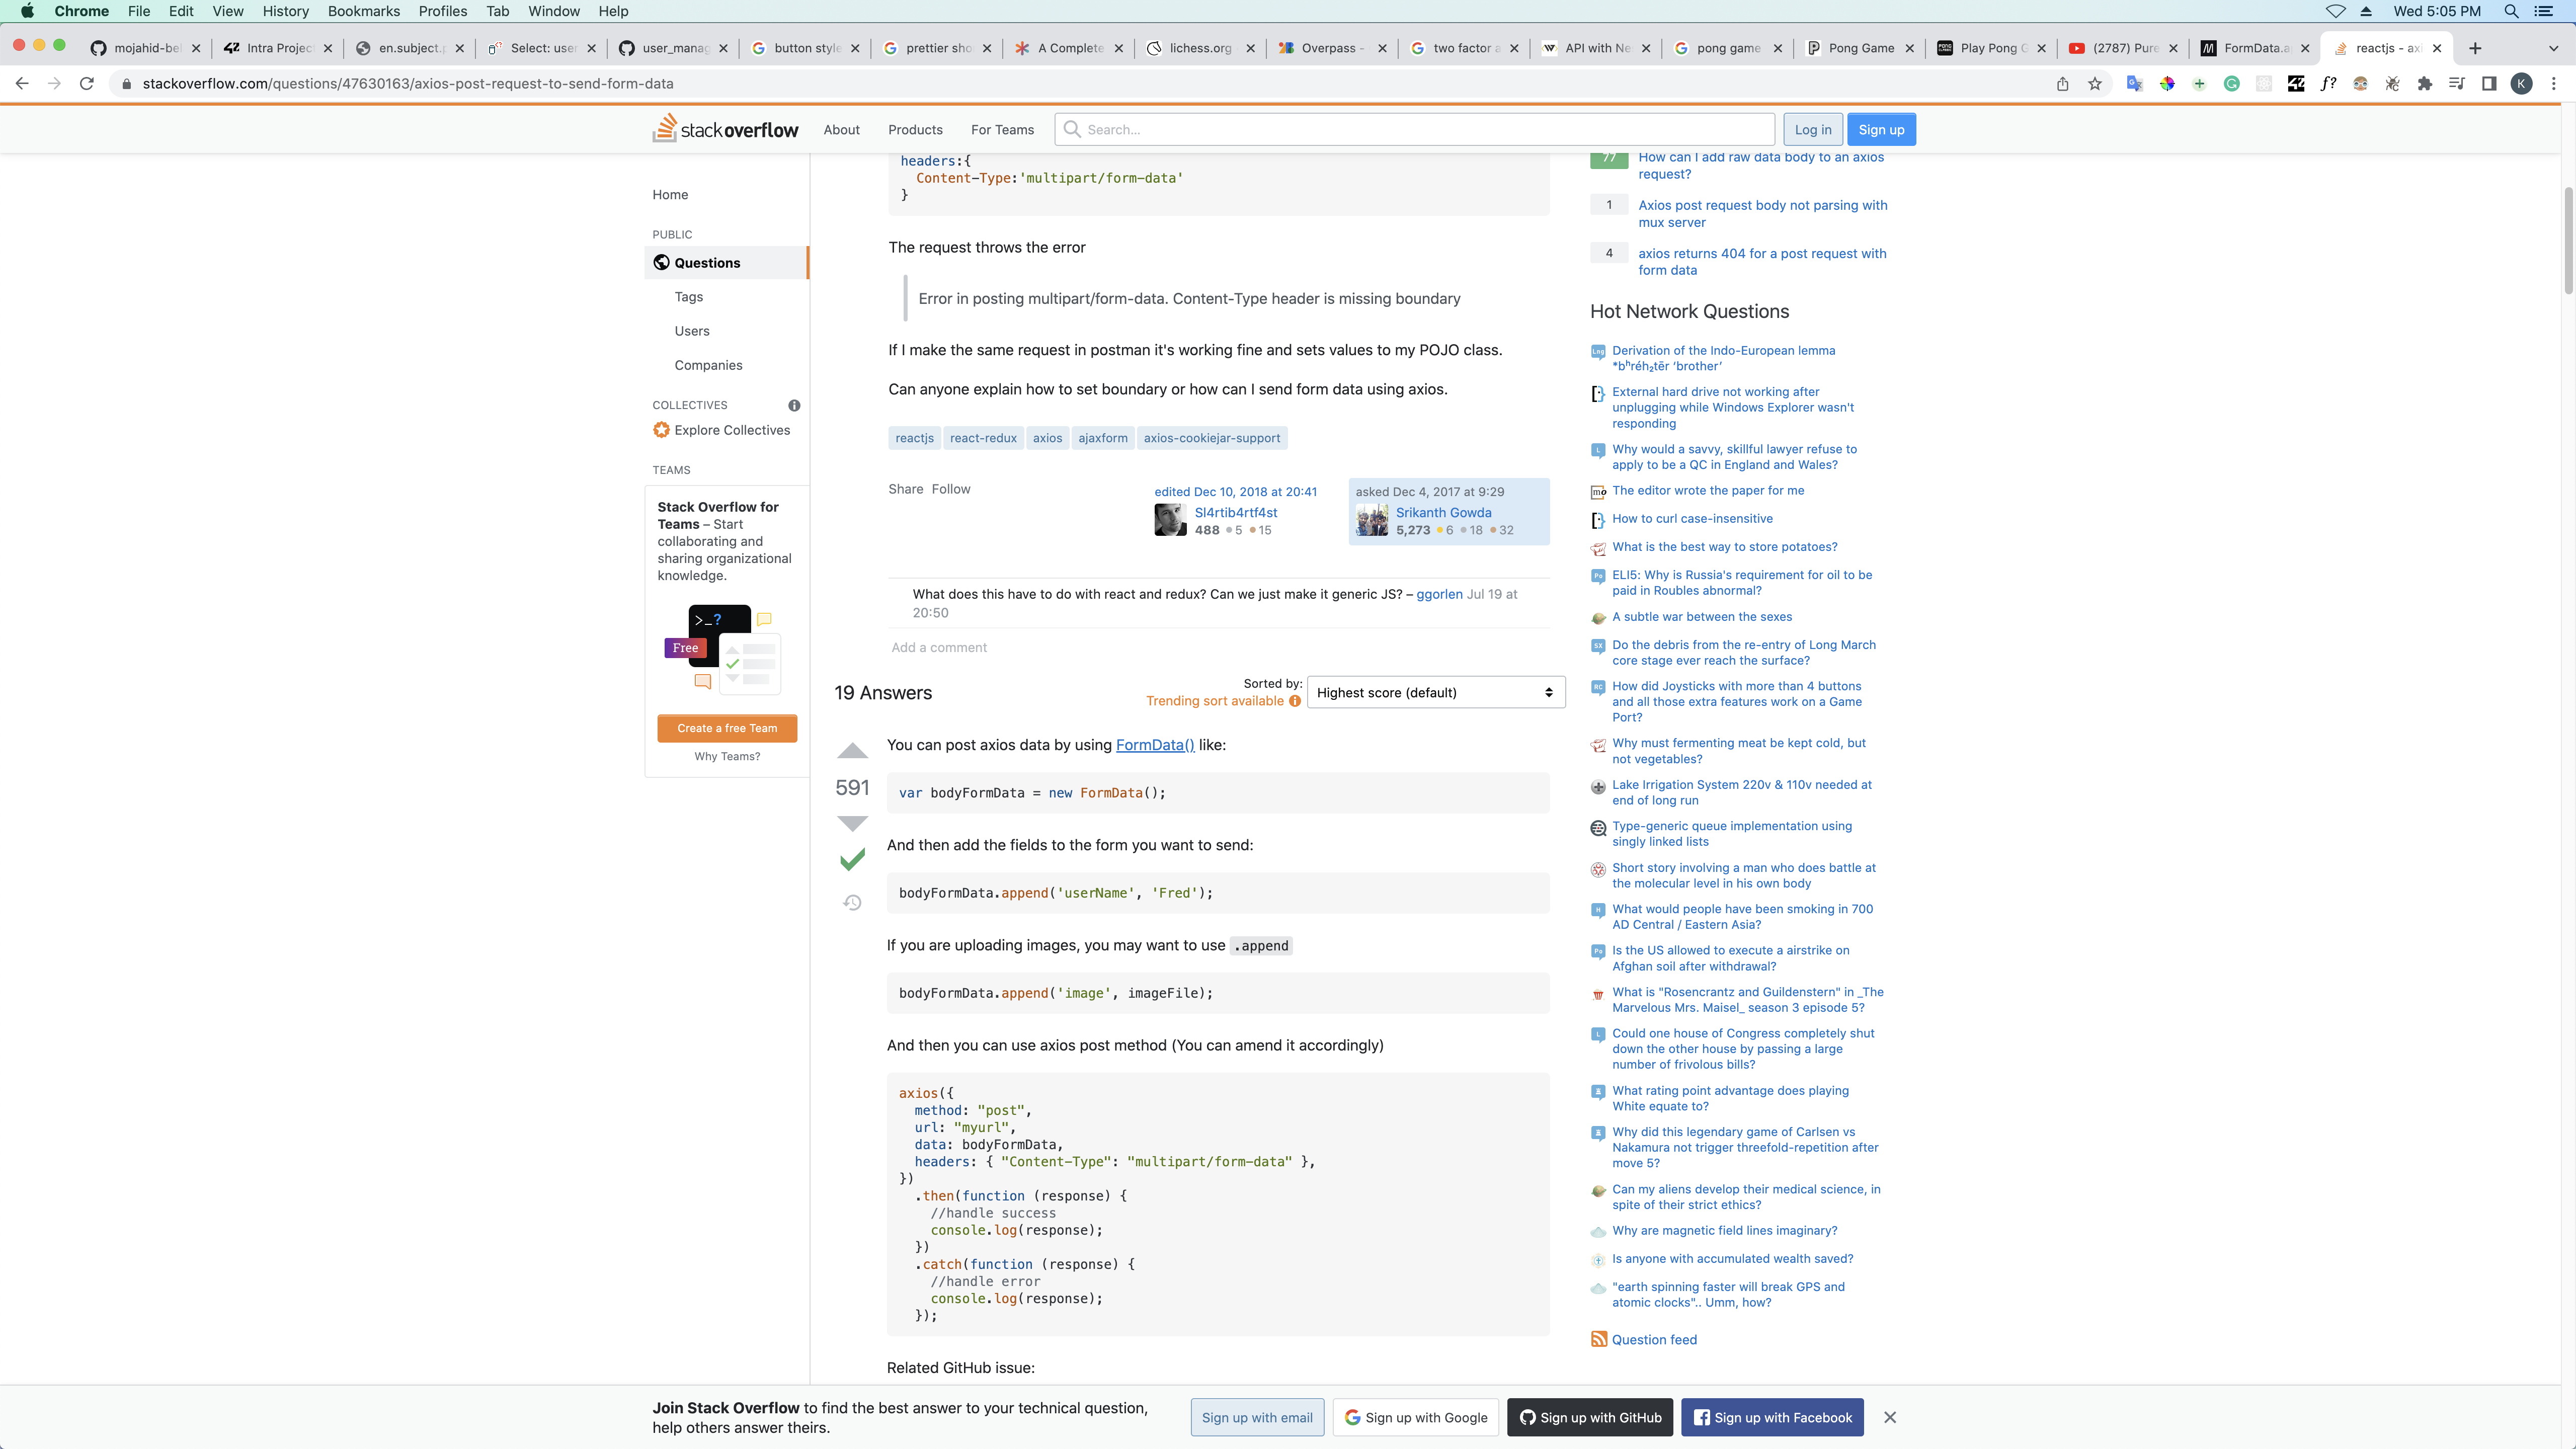 Chrome File Edit View History Bookmarks Profiles Tab Window Help
Wed 5:05 PM
mojahid-be
Intra Projec
en.subject.p
Select: user
user_manag
button style
prettier sho
A Complete
lichess.org
Overpass -
two factor a
API with Ne
pong game
Pong Game
Play Pong G
(2787) Pure
FormData.a
reactjs - axi
stackoverflow.com/questions/47630163/axios-post-request-to-send-form-data
stackoverflow
About
Products
For Teams
Search...
Log in
Sign up
Home
PUBLIC
Questions
Tags
Users
Companies
COLLECTIVES
Explore Collectives
TEAMS
Stack Overflow for
Teams – Start
collaborating and
sharing organizational
knowledge.
>_?
Free
Create a free Team
Why Teams?
headers:{
Content-Type:'multipart/form-data'
}
The request throws the error
Error in posting multipart/form-data. Content-Type header is missing boundary
If I make the same request in postman it's working fine and sets values to my POJO class.
Can anyone explain how to set boundary or how can I send form data using axios.
reactjs react-redux axios ajaxform axios-cookiejar-support
Share Follow
edited Dec 10, 2018 at 20:41
Sl4rtib4rtf4st
488 5 15
asked Dec 4, 2017 at 9:29
Srikanth Gowda
5,273 6 18 32
What does this have to do with react and redux? Can we just make it generic JS? – ggorlen Jul 19 at
20:50
Add a comment
19 Answers
Sorted by:
Trending sort available
Highest score (default)
591
You can post axios data by using FormData() like:
var bodyFormData = new FormData();
And then add the fields to the form you want to send:
bodyFormData.append('userName', 'Fred');
If you are uploading images, you may want to use .append
bodyFormData.append('image', imageFile);
And then you can use axios post method (You can amend it accordingly)
axios({
method: "post",
url: "myurl",
data: bodyFormData,
headers: { "Content-Type": "multipart/form-data" },
})
.then(function (response) {
//handle success
console.log(response);
})
.catch(function (response) {
//handle error
console.log(response);
});
Related GitHub issue:
77
How can I add raw data body to an axios
request?
1
Axios post request body not parsing with
mux server
4
axios returns 404 for a post request with
form data
Hot Network Questions
Derivation of the Indo-European lemma
*bʰréh₂tēr ‘brother’
External hard drive not working after
unplugging while Windows Explorer wasn't
responding
Why would a savvy, skillful lawyer refuse to
apply to be a QC in England and Wales?
The editor wrote the paper for me
How to curl case-insensitive
What is the best way to store potatoes?
ELI5: Why is Russia's requirement for oil to be
paid in Roubles abnormal?
A subtle war between the sexes
Do the debris from the re-entry of Long March
core stage ever reach the surface?
How did Joysticks with more than 4 buttons
and all those extra features work on a Game
Port?
Why must fermenting meat be kept cold, but
not vegetables?
Lake Irrigation System 220v & 110v needed at
end of long run
Type-generic queue implementation using
singly linked lists
Short story involving a man who does battle at
the molecular level in his own body
What would people have been smoking in 700
AD Central / Eastern Asia?
Is the US allowed to execute a airstrike on
Afghan soil after withdrawal?
What is "Rosencrantz and Guildenstern" in _The
Marvelous Mrs. Maisel_ season 3 episode 5?
Could one house of Congress completely shut
down the other house by passing a large
number of frivolous bills?
What rating point advantage does playing
White equate to?
Why did this legendary game of Carlsen vs
Nakamura not trigger threefold-repetition after
move 5?
Can my aliens develop their medical science, in
spite of their strict ethics?
Why are magnetic field lines imaginary?
Is anyone with accumulated wealth saved?
"earth spinning faster will break GPS and
atomic clocks".. Umm, how?
Question feed
Join Stack Overflow to find the best answer to your technical question,
help others answer theirs.
Sign up with email
Sign up with Google
Sign up with GitHub
Sign up with Facebook